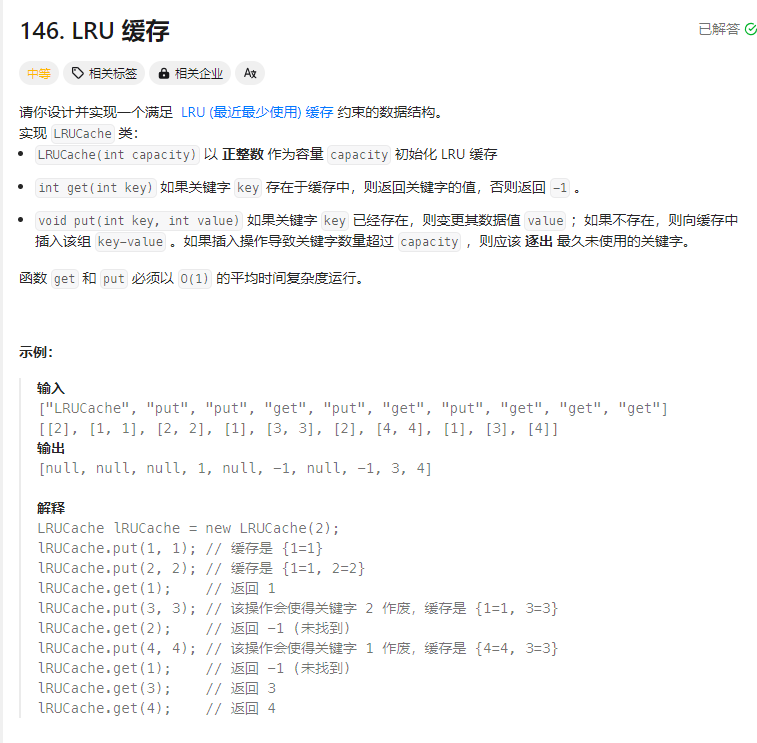 146. LRU 缓存
已解答
中等 相关标签 相关企业 Aあ
请你设计并实现一个满足 LRU (最近最少使用) 缓存 约束的数据结构。
实现 LRUCache 类：
• LRUCache(int capacity) 以 正整数 作为容量 capacity 初始化 LRU 缓存
• int get(int key) 如果关键字 key 存在于缓存中，则返回关键字的值，否则返回 -1 。
• void put(int key, int value) 如果关键字 key 已经存在，则变更其数据值 value ；如果不存在，则向缓存中
插入该组 key-value 。如果插入操作导致关键字数量超过 capacity ，则应该 逐出 最久未使用的关键字。
函数 get 和 put 必须以 O(1) 的平均时间复杂度运行。
示例：
输入
["LRUCache", "put", "put", "get", "put", "get", "put", "get", "get", "get"]
[[2], [1, 1], [2, 2], [1], [3, 3], [2], [4, 4], [1], [3], [4]]
输出
[null, null, null, 1, null, -1, null, -1, 3, 4]
解释
LRUCache lRUCache = new LRUCache(2);
lRUCache.put(1, 1); // 缓存是 {1=1}
lRUCache.put(2, 2); // 缓存是 {1=1, 2=2}
lRUCache.get(1);    // 返回 1
lRUCache.put(3, 3); // 该操作会使得关键字 2 作废，缓存是 {1=1, 3=3}
lRUCache.get(2);    // 返回 -1 (未找到)
lRUCache.put(4, 4); // 该操作会使得关键字 1 作废，缓存是 {4=4, 3=3}
lRUCache.get(1);    // 返回 -1 (未找到)
lRUCache.get(3);    // 返回 3
lRUCache.get(4);    // 返回 4